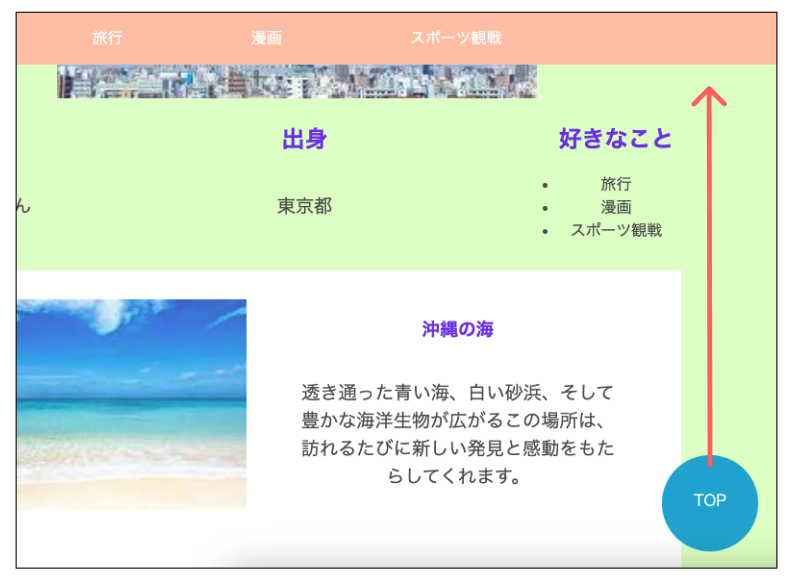 旅行
漫画
スポーツ観戦
出身
好きなこと
ん
東京都
旅行
漫画
スポーツ観戦
沖縄の海
透き通った青い海、白い砂浜、そして
豊かな海洋生物が広がるこの場所は、
訪れるたびに新しい発見と感動をもた
らしてくれます。
TOP